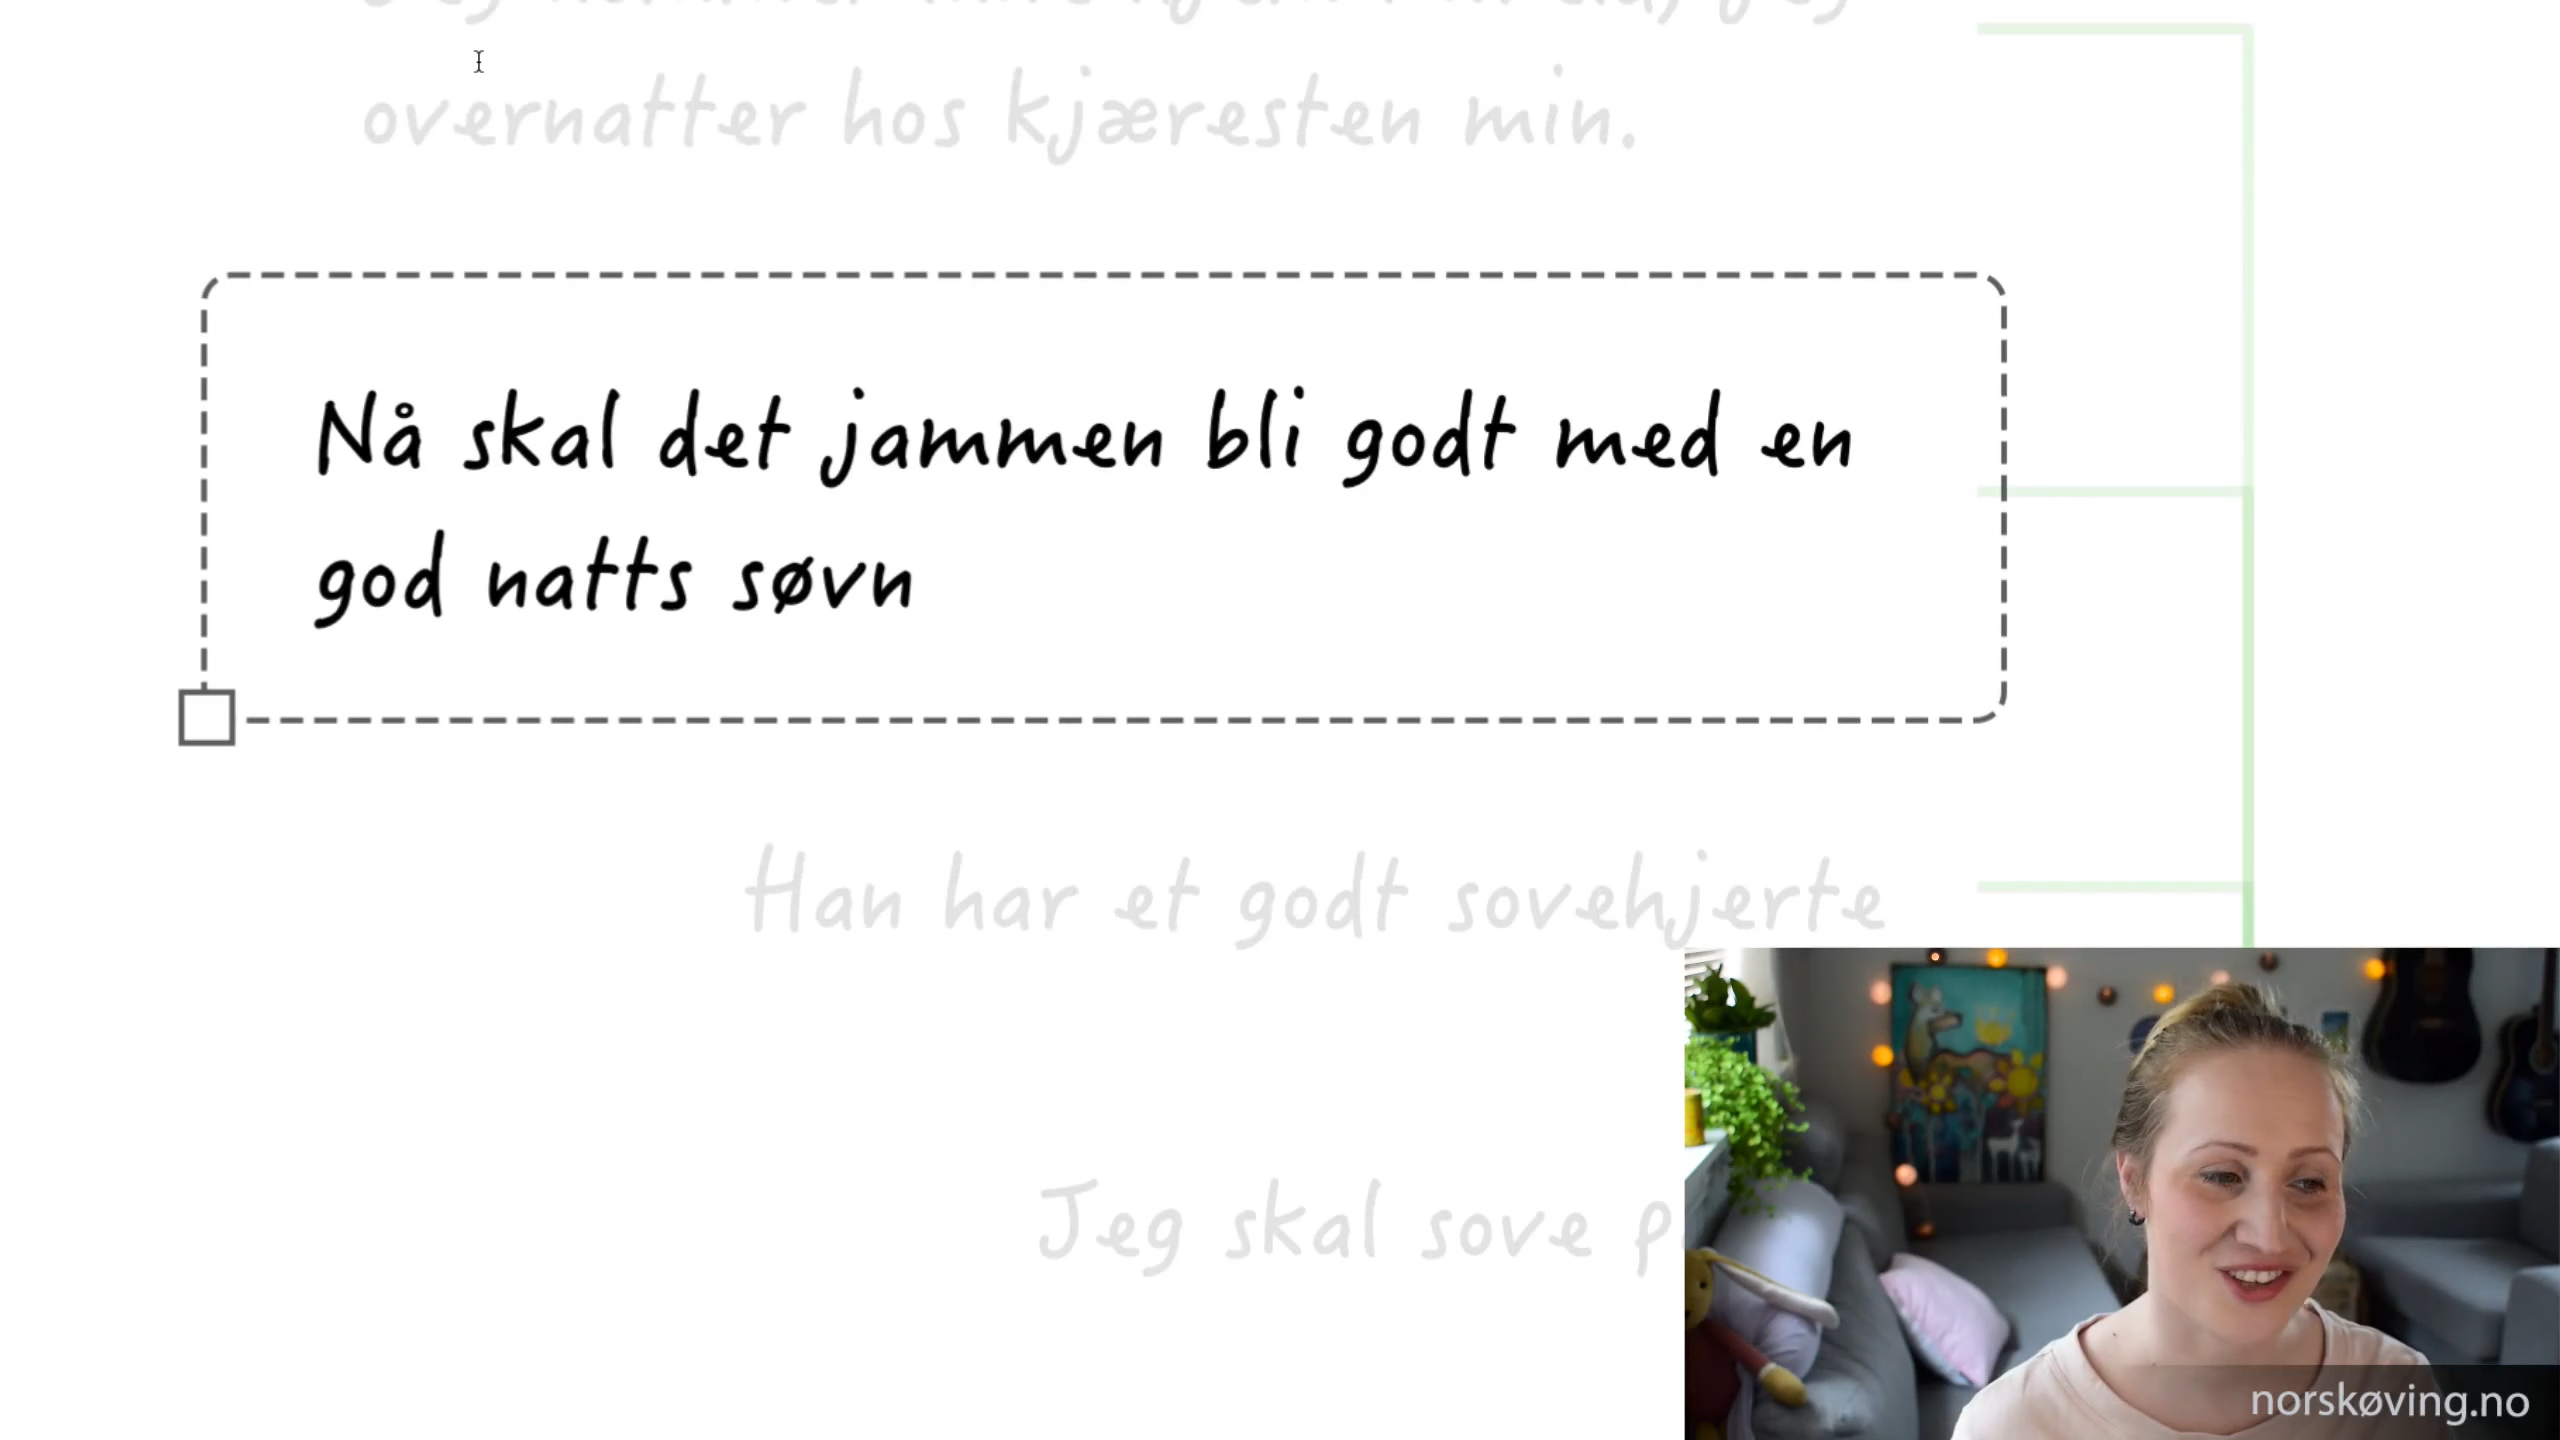 overnatter hos kjæresten min.
Nå skal det jammen bli godt med en
god natts søvn
Han har et godt sovehjerte
Jeg skal sove
norskøving.no